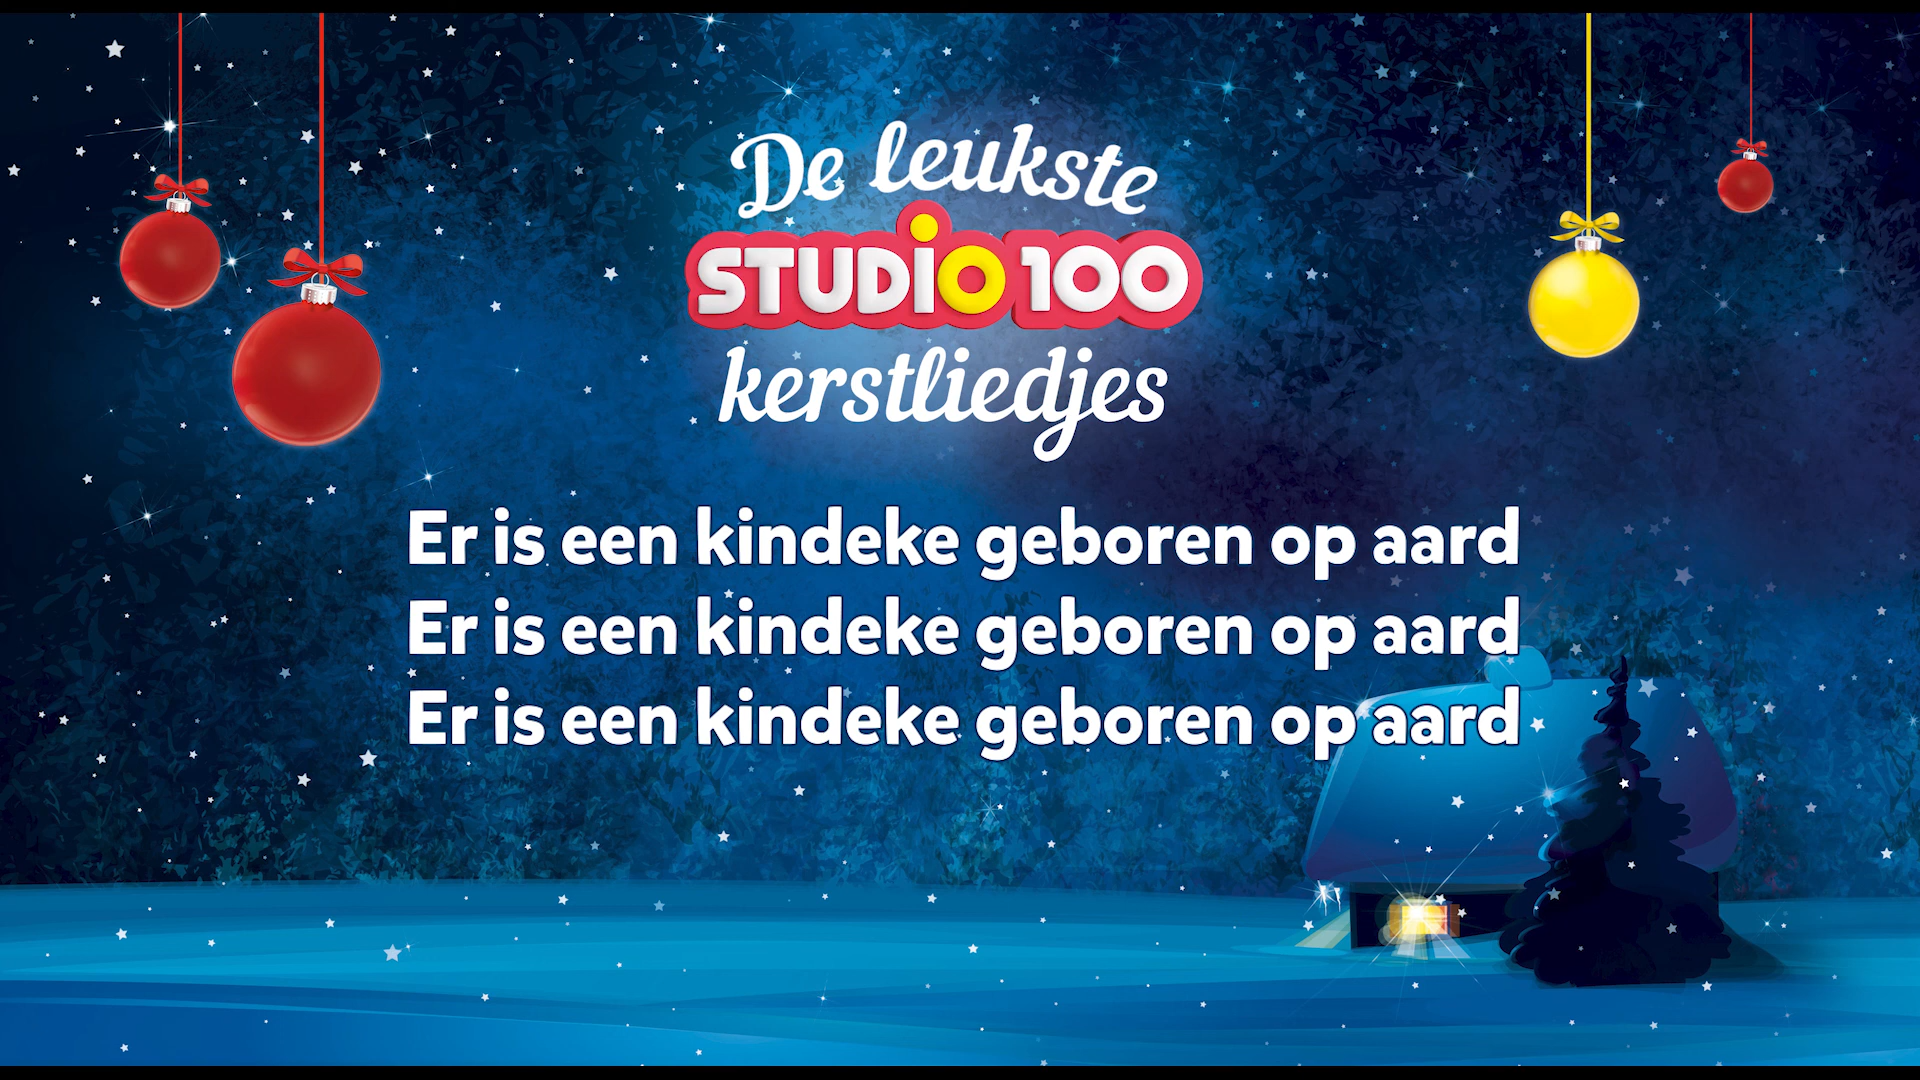 De leukste
STUDiO 100
kerstliedjes
Er is een kindeke geboren op aard
Er is een kindeke geboren op aard
Er is een kindeke geboren op aard